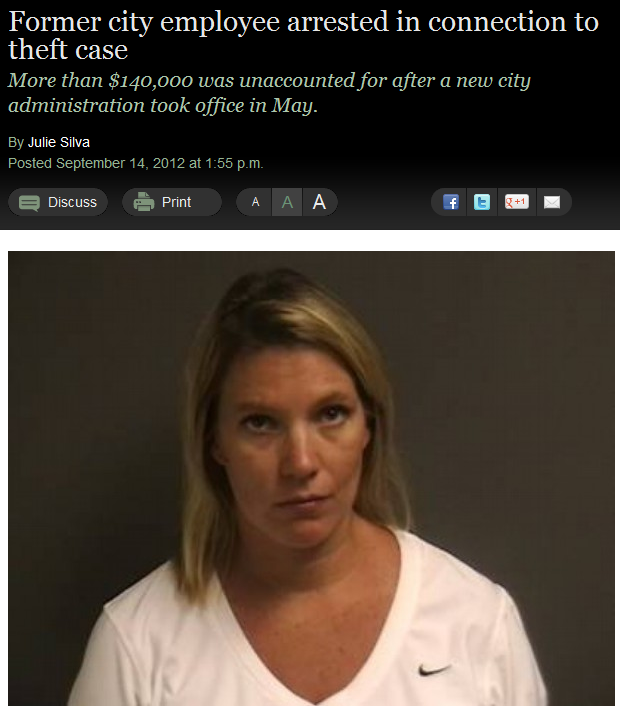 Former city employee arrested in connection to
theft case
More than $140,000 was unaccounted for after a new city
administration took office in May.
By Julie Silva
Posted September 14, 2012 at 1:55 p.m.
Discuss Print A A A f t g +1